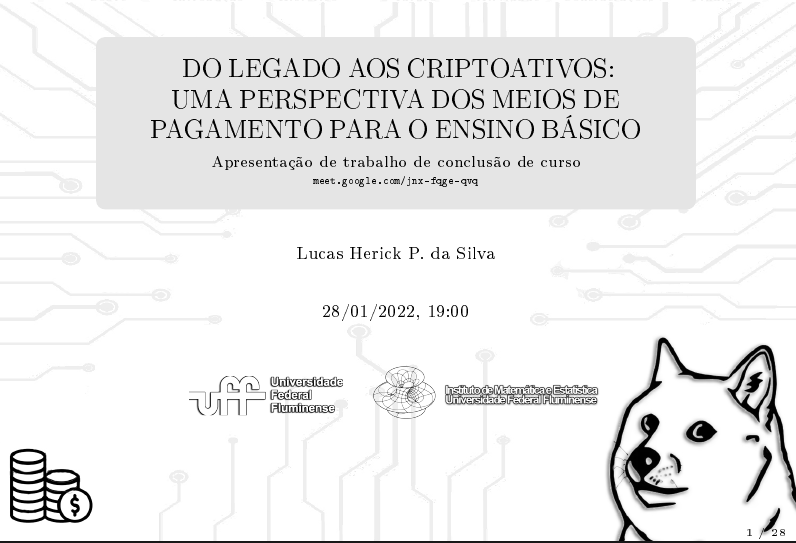 DO LEGADO AOS CRIPTOATIVOS:
UMA PERSPECTIVA DOS MEIOS DE
PAGAMENTO PARA O ENSINO BÁSICO
Apresentação de trabalho de conclusão de curso
meet.google.com/jnx-fqge-qvq
Lucas Herick P. da Silva
28/01/2022, 19:00
uff
Universidade
Federal
Fluminense
Instituto de Matemática e Estatística
Universidade Federal Fluminense
$
1 / 28